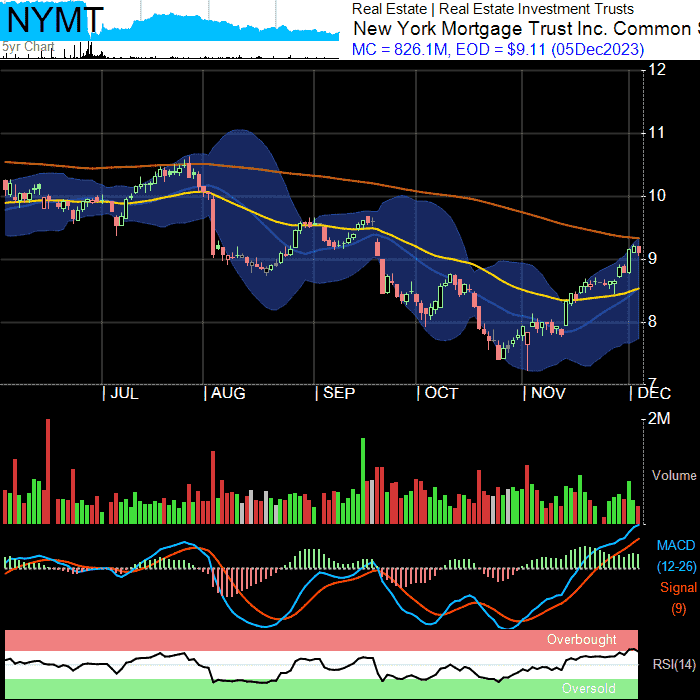 NYMT
5yr Chart
Real Estate | Real Estate Investment Trusts
New York Mortgage Trust Inc. Common S
MC = 826.1M, EOD = $9.11 (05Dec2023)
12
11
10
9
8
7
JUL AUG SEP OCT NOV DEC
2M
Volume
MACD
(12-26)
Signal
(9)
Overbought
RSI(14)
Oversold